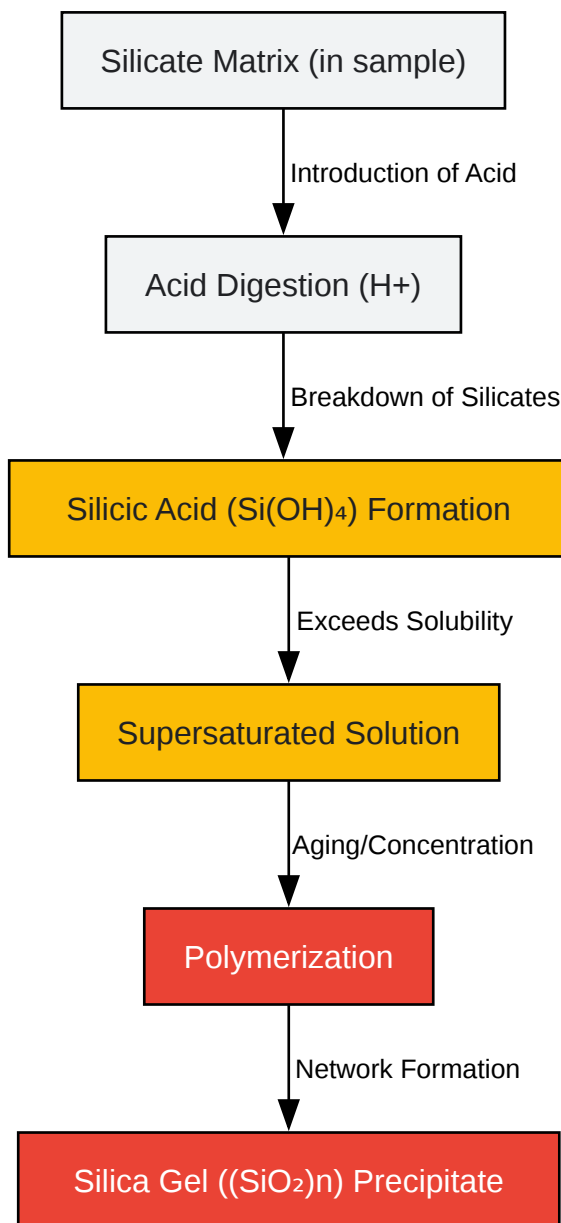 Silicate Matrix (in sample)
Introduction of Acid
Acid Digestion (H+)
Breakdown of Silicates
Silicic Acid (Si(OH)₄) Formation
Exceeds Solubility
Supersaturated Solution
Aging/Concentration
Polymerization
Network Formation
Silica Gel ((SiO₂)n) Precipitate